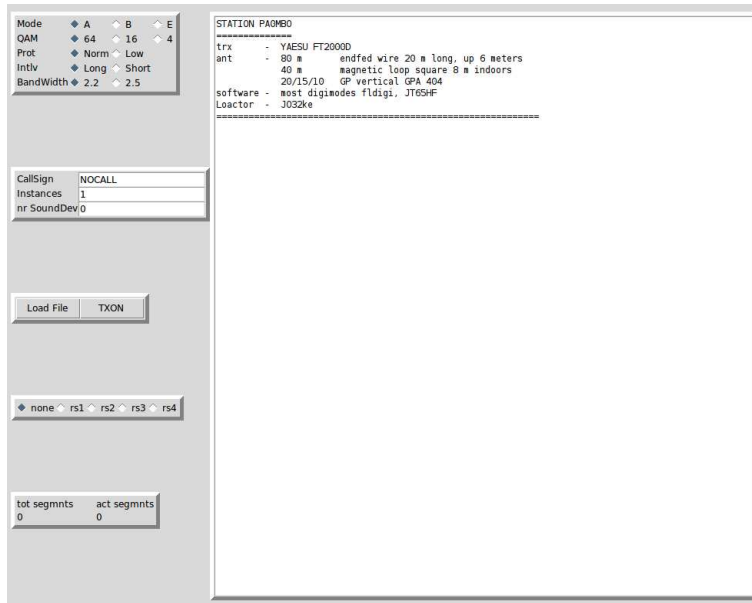 Mode A B E
QAM 64 16 4
Prot Norm Low
Intlv Long Short
BandWidth 2.2 2.5
CallSign NOCALL
Instances 1
nr SoundDev 0
Load File TXON
none rs1 rs2 rs3 rs4
tot segmnts act segmnts
0 0
STATION PA0MBO
==============
trx - YAESU FT2000D
ant - 80 m endfed wire 20 m long, up 6 meters
40 m magnetic loop square 8 m indoors
20/15/10 GP vertical GPA 404
software - most digimodes fldigi, JT65HF
Loactor - JO32ke
============================================================